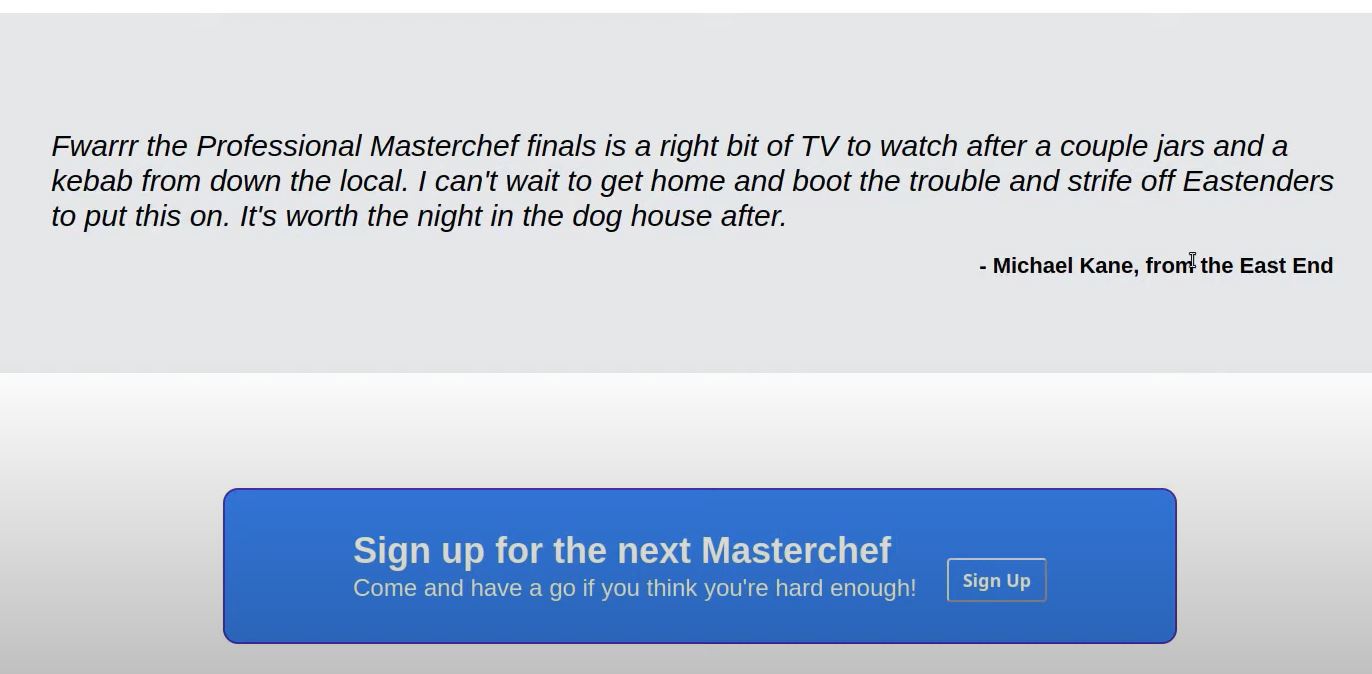 Fwarrr the Professional Masterchef finals is a right bit of TV to watch after a couple jars and a
kebab from down the local. I can't wait to get home and boot the trouble and strife off Eastenders
to put this on. It's worth the night in the dog house after.
- Michael Kane, from the East End
Sign up for the next Masterchef
Come and have a go if you think you're hard enough!
Sign Up